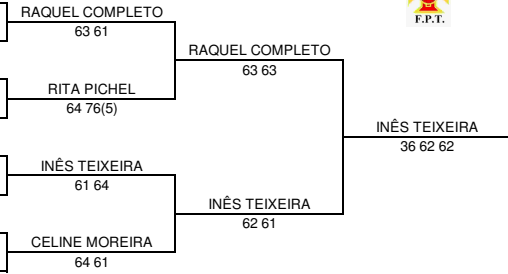 F.P.T.
RAQUEL COMPLETO
63 61
RAQUEL COMPLETO
63 63
RITA PICHEL
64 76(5)
INÊS TEIXEIRA
36 62 62
INÊS TEIXEIRA
61 64
INÊS TEIXEIRA
62 61
CELINE MOREIRA
64 61